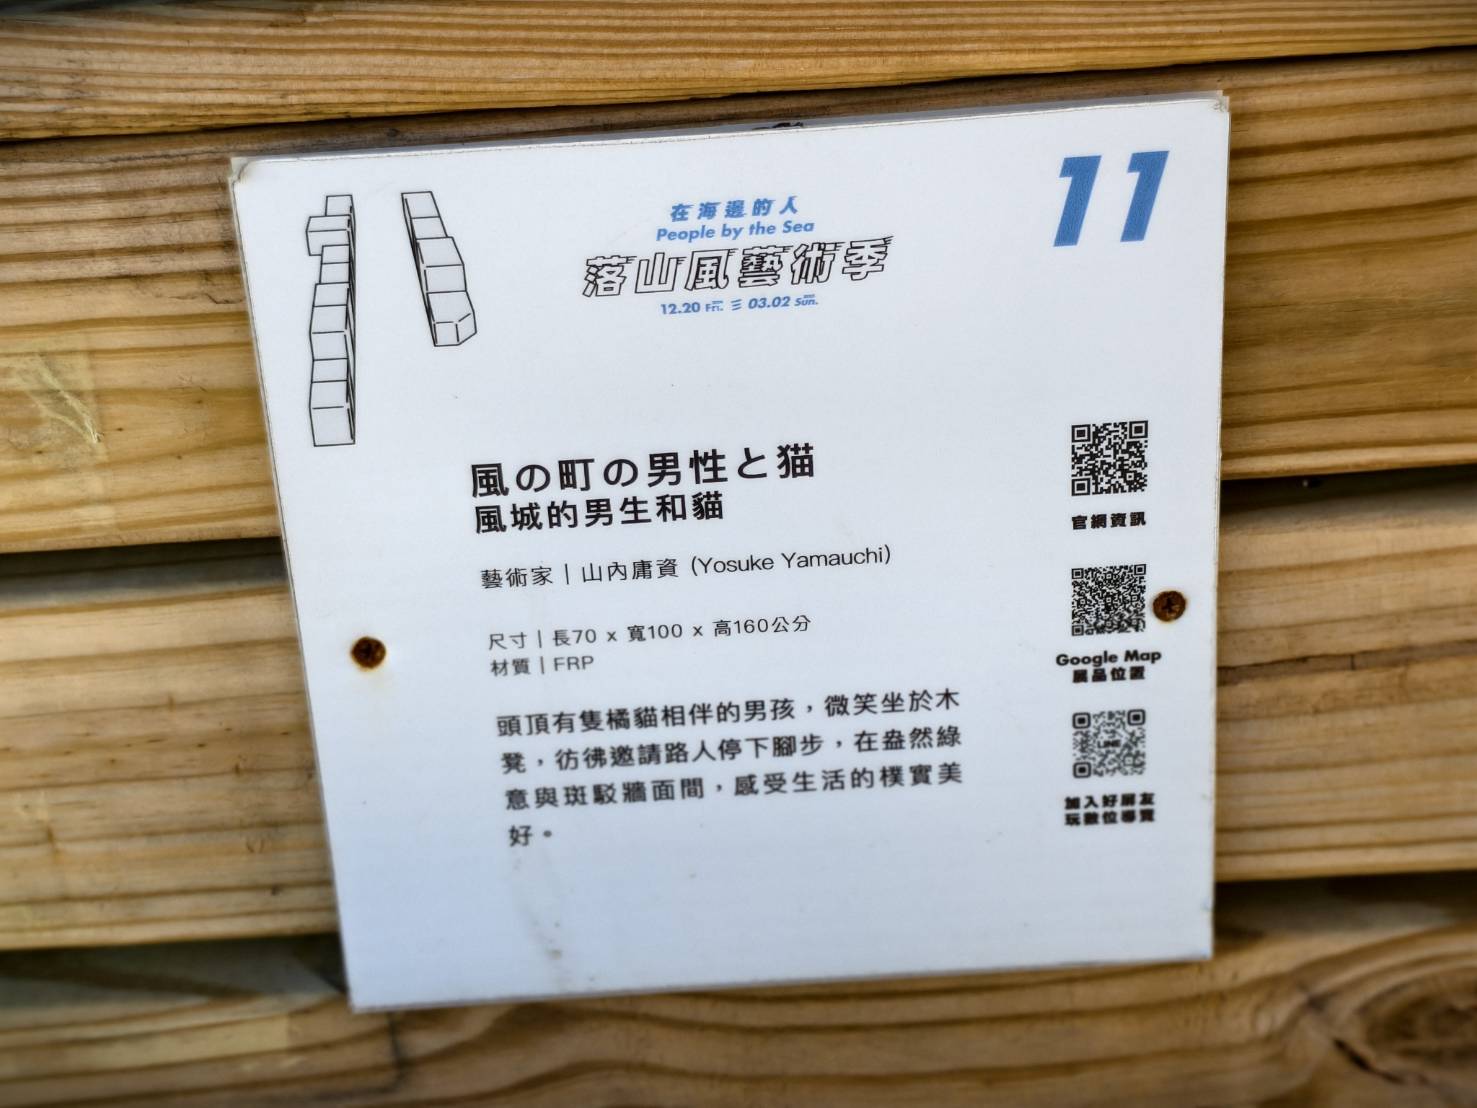 11
在海邊的人
People by the Sea
落山風藝術季
12.20 Fri. 03.02 Sun.
風の町の男性と猫
風城的男生和貓
藝術家｜山內庸資 (Yosuke Yamauchi)
尺寸｜長70 x 寬100 x 高160公分
材質｜FRP
頭頂有隻橘貓相伴的男孩，微笑坐於木
凳，彷彿邀請路人停下腳步，在盎然綠
意與斑駁牆面間，感受生活的樸實美
好。
官網資訊
Google Map
展品位置
LINE
加入好朋友
玩數位導覽